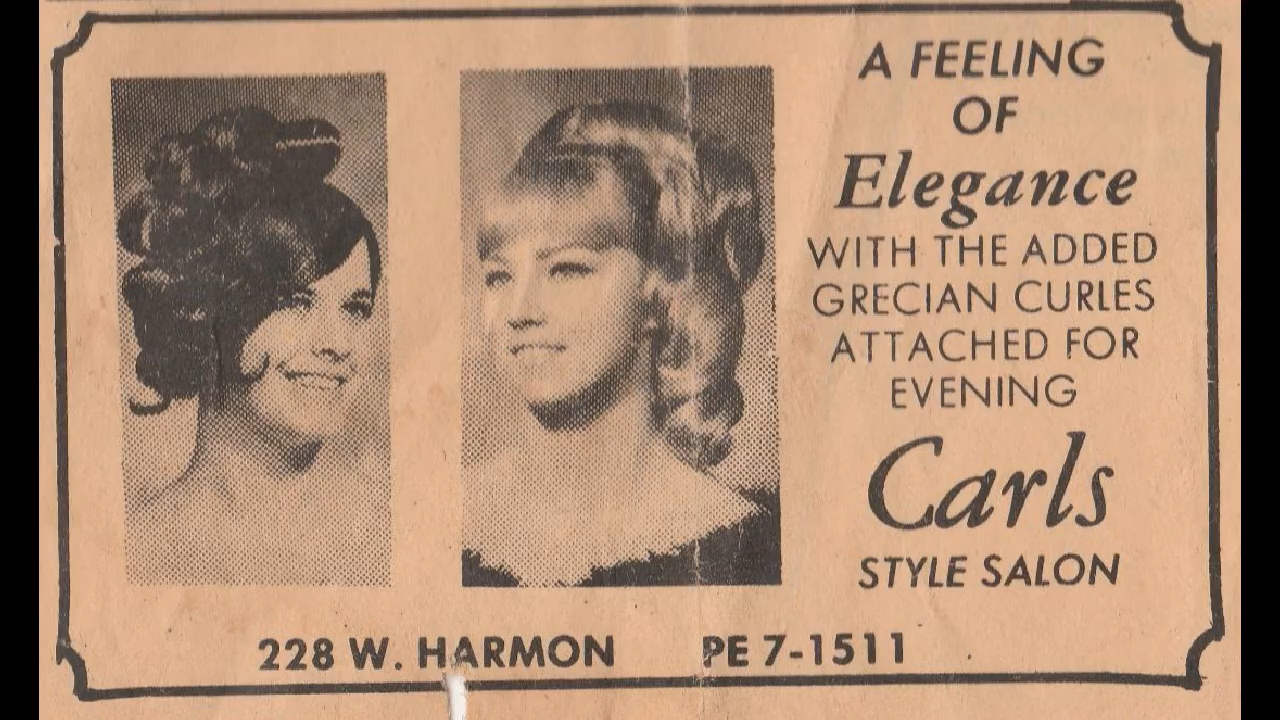 A FEELING
OF
Elegance
WITH THE ADDED
GRECIAN CURLES
ATTACHED FOR
EVENING
Carls
STYLE SALON
228 W. HARMON PE 7-1511